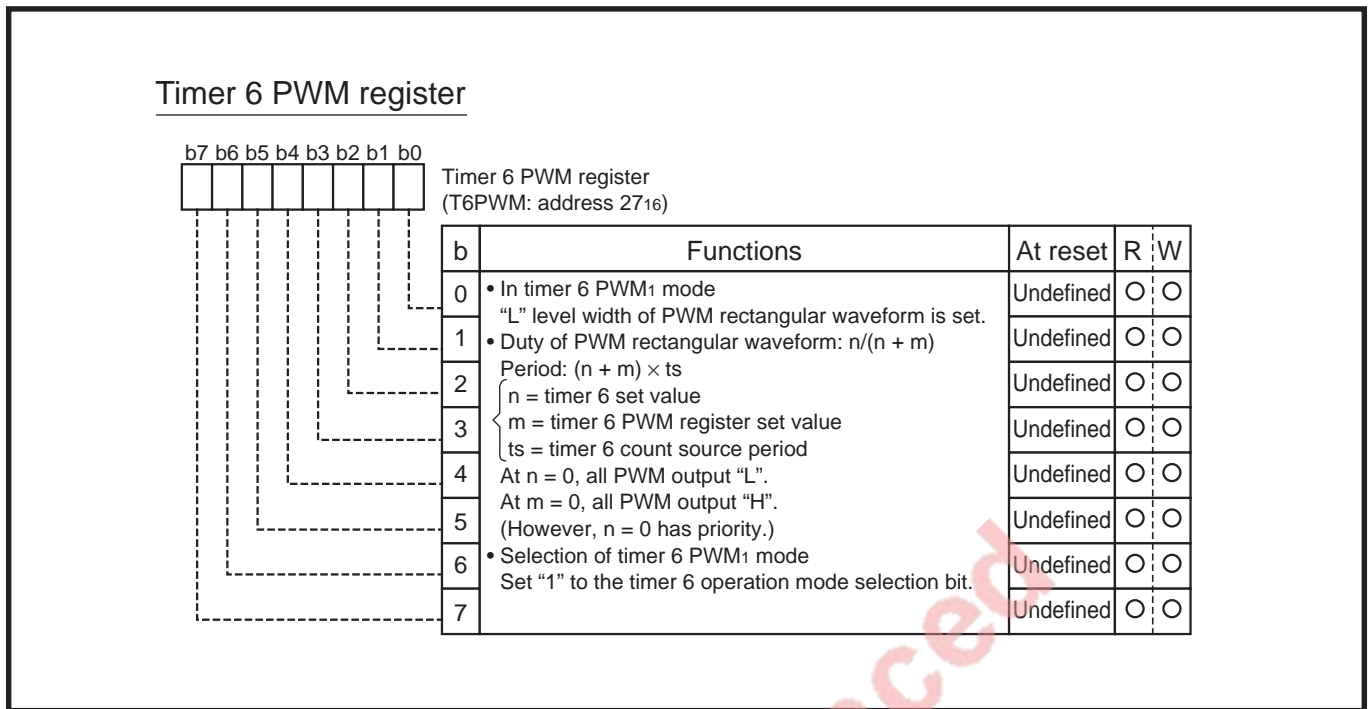 Timer 6 PWM register
b7 b6 b5 b4 b3 b2 b1 b0
Timer 6 PWM register
(T6PWM: address 2716)
b Functions At reset R W
0 • In timer 6 PWM1 mode Undefined O O
“L” level width of PWM rectangular waveform is set.
1 • Duty of PWM rectangular waveform: n/(n + m) Undefined O O
Period: (n + m) × ts
2 n = timer 6 set value Undefined O O
3 m = timer 6 PWM register set value Undefined O O
ts = timer 6 count source period
4 At n = 0, all PWM output “L”. Undefined O O
At m = 0, all PWM output “H”.
5 (However, n = 0 has priority.) Undefined O O
6 • Selection of timer 6 PWM1 mode Undefined O O
Set “1” to the timer 6 operation mode selection bit.
7 Undefined O O
nced